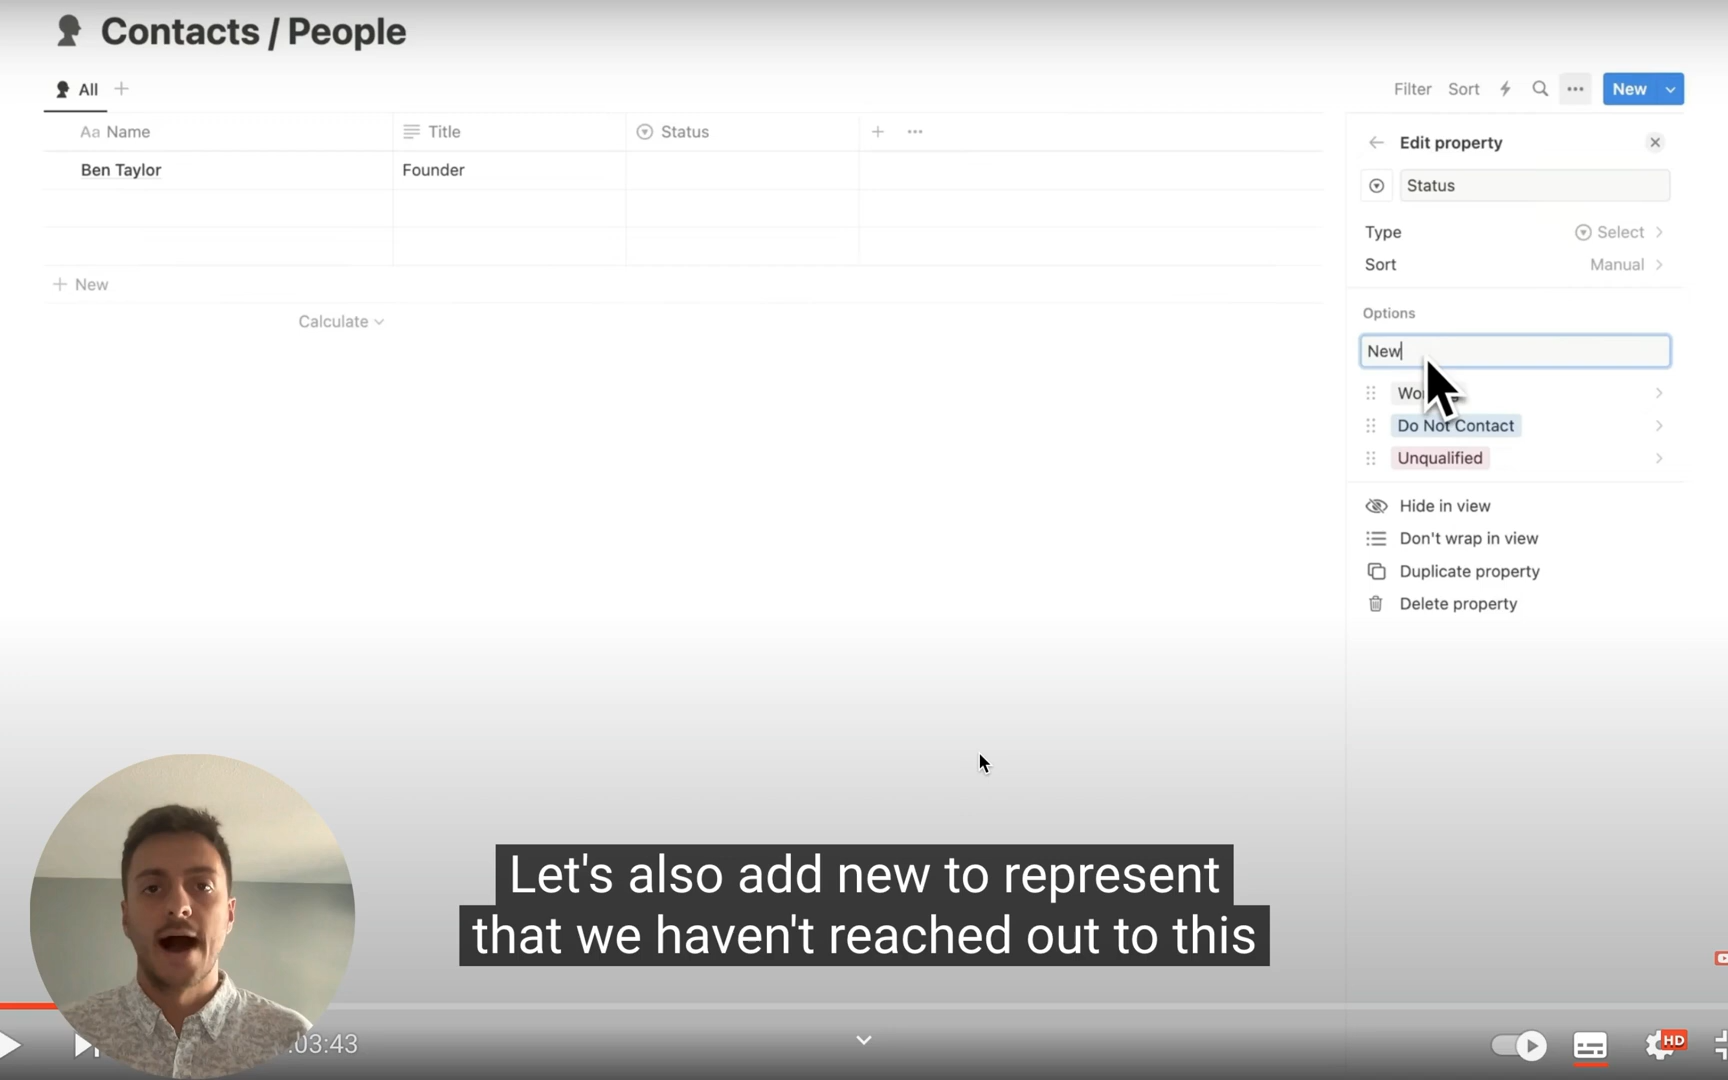 Contacts / People
All
Filter
Sort
New
Aa Name
Title
Status
Ben Taylor
Founder
New
Calculate
Edit property
Status
Type
Select
Sort
Manual
Options
New
Do Not Contact
Unqualified
Hide in view
Don't wrap in view
Duplicate property
Delete property
Let's also add new to represent
that we haven't reached out to this
:03:43
HD